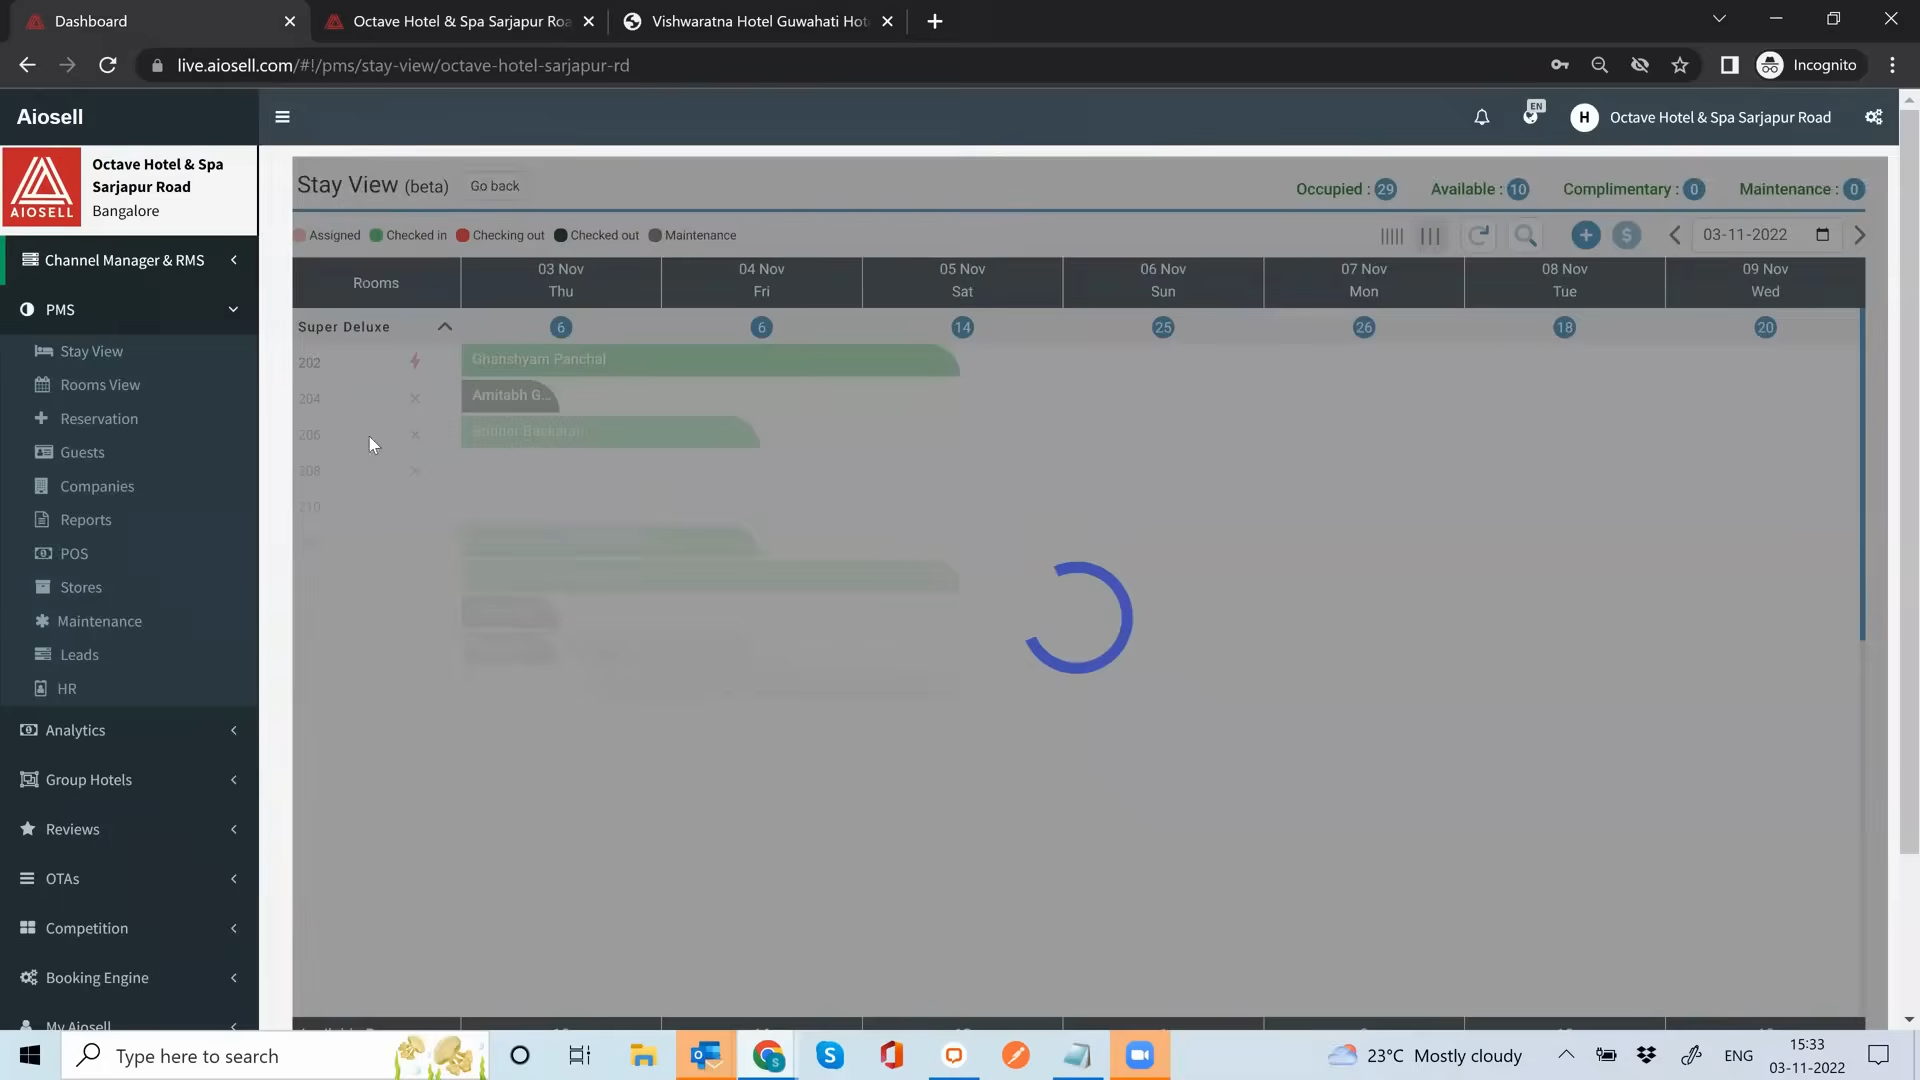 Dashboard
Octave Hotel & Spa Sarjapur Roa
Vishwaratna Hotel Guwahati Hote
live.aiosell.com/#!/pms/stay-view/octave-hotel-sarjapur-rd
Incognito
Aiosell
EN
H
Octave Hotel & Spa Sarjapur Road
AIOSELL
Octave Hotel & Spa
Sarjapur Road
Bangalore
Channel Manager & RMS
PMS
Stay View
Rooms View
Reservation
Guests
Companies
Reports
POS
Stores
Maintenance
Leads
HR
Analytics
Group Hotels
Reviews
OTAs
Competition
Booking Engine
My Aiosell
Stay View (beta)
Go back
Occupied : 29
Available : 10
Complimentary : 0
Maintenance : 0
Assigned
Checked in
Checking out
Checked out
Maintenance
$
03-11-2022
Rooms
03 Nov
Thu
04 Nov
Fri
05 Nov
Sat
06 Nov
Sun
07 Nov
Mon
08 Nov
Tue
09 Nov
Wed
Super Deluxe
6
6
14
25
26
18
20
202
Ghanshyam Panchal
204
Amitabh G...
206
208
210
Type here to search
23°C Mostly cloudy
ENG
15:33
03-11-2022